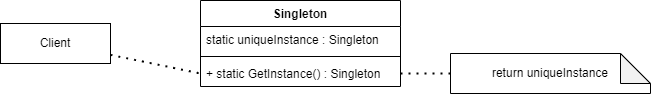 Singleton
Client
static uniqueInstance : Singleton
+ static GetInstance() : Singleton
return uniqueInstance